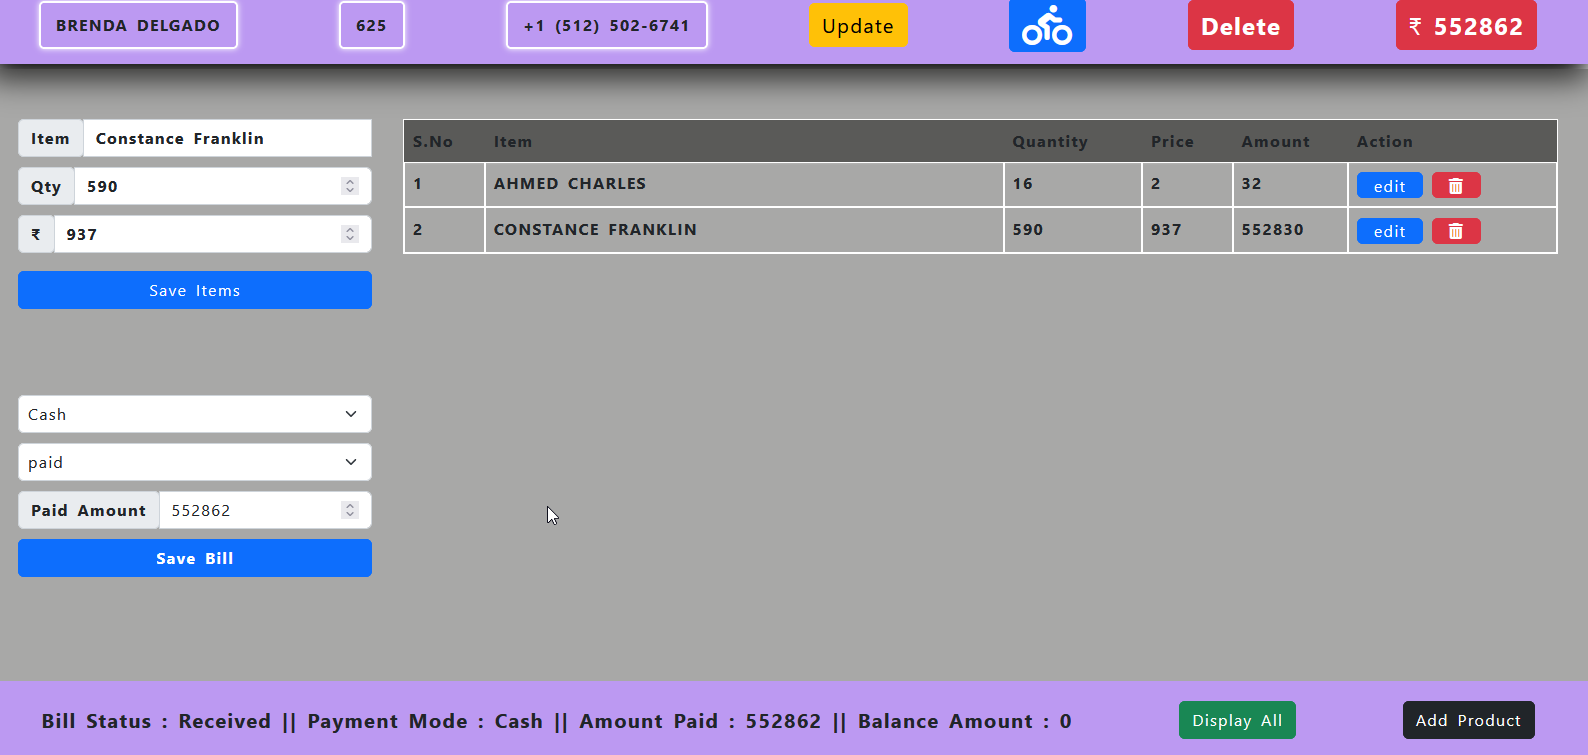 BRENDA DELGADO 625 +1 (512) 502-6741 Update Delete ₹ 552862
Item Constance Franklin
Qty 590
₹ 937
Save Items
S.No Item Quantity Price Amount Action
1 AHMED CHARLES 16 2 32 edit
2 CONSTANCE FRANKLIN 590 937 552830 edit
Cash
paid
Paid Amount 552862
Save Bill
Bill Status : Received || Payment Mode : Cash || Amount Paid : 552862 || Balance Amount : 0 Display All Add Product